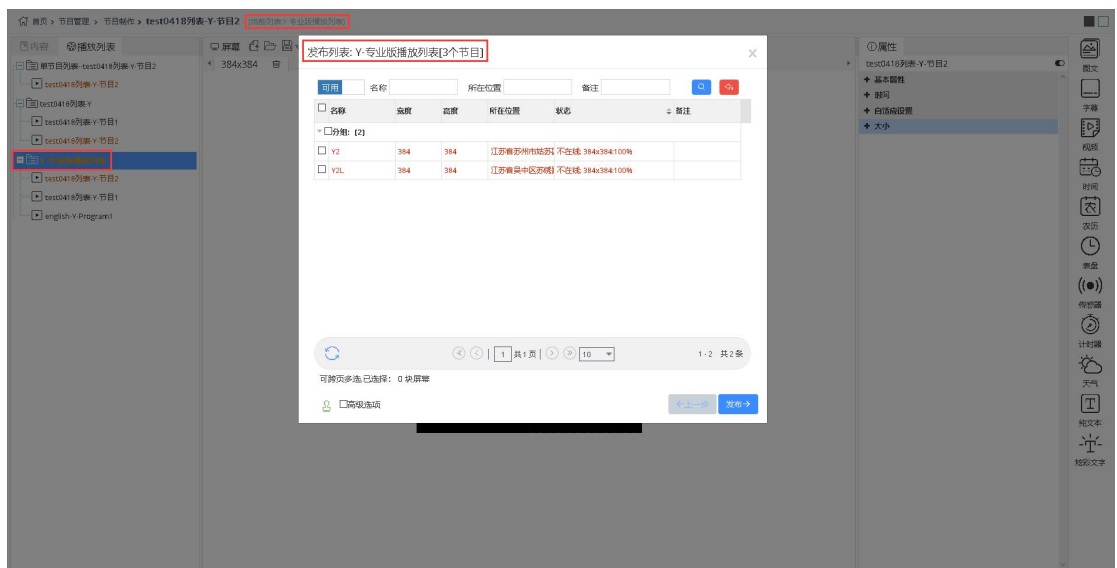 首页 > 节目管理 > 节目制作 > test0418列表-Y-节目2 [当前列表: Y-专业版播放列表]
内容 播放列表
屏幕
384x384
单节目列表--test0418列表-Y-节目2
test0418列表-Y-节目2
test0418列表-Y
test0418列表-Y-节目1
test0418列表-Y-节目2
test0418列表-Y-节目2
test0418列表-Y-节目1
english-Y-Program1
发布列表: Y-专业版播放列表[3个节目]
可用 名称 所在位置 备注
名称 宽度 高度 所在位置 状态 备注
分组: [2]
Y2 384 384 江苏省苏州市姑苏 不在线; 384x384:100%
Y2L 384 384 江苏省吴中区苏 不在线; 384x384:100%
1 共1页 10 1 - 2 共2条
可跨页多选,已选择: 0 块屏幕
高级选项 上一步 发布
属性
test0418列表-Y-节目2
基本属性
时间
自适应设置
大小
图文
字幕
视频
时间
农历
表盘
传感器
计时器
天气
纯文本
炫彩文字